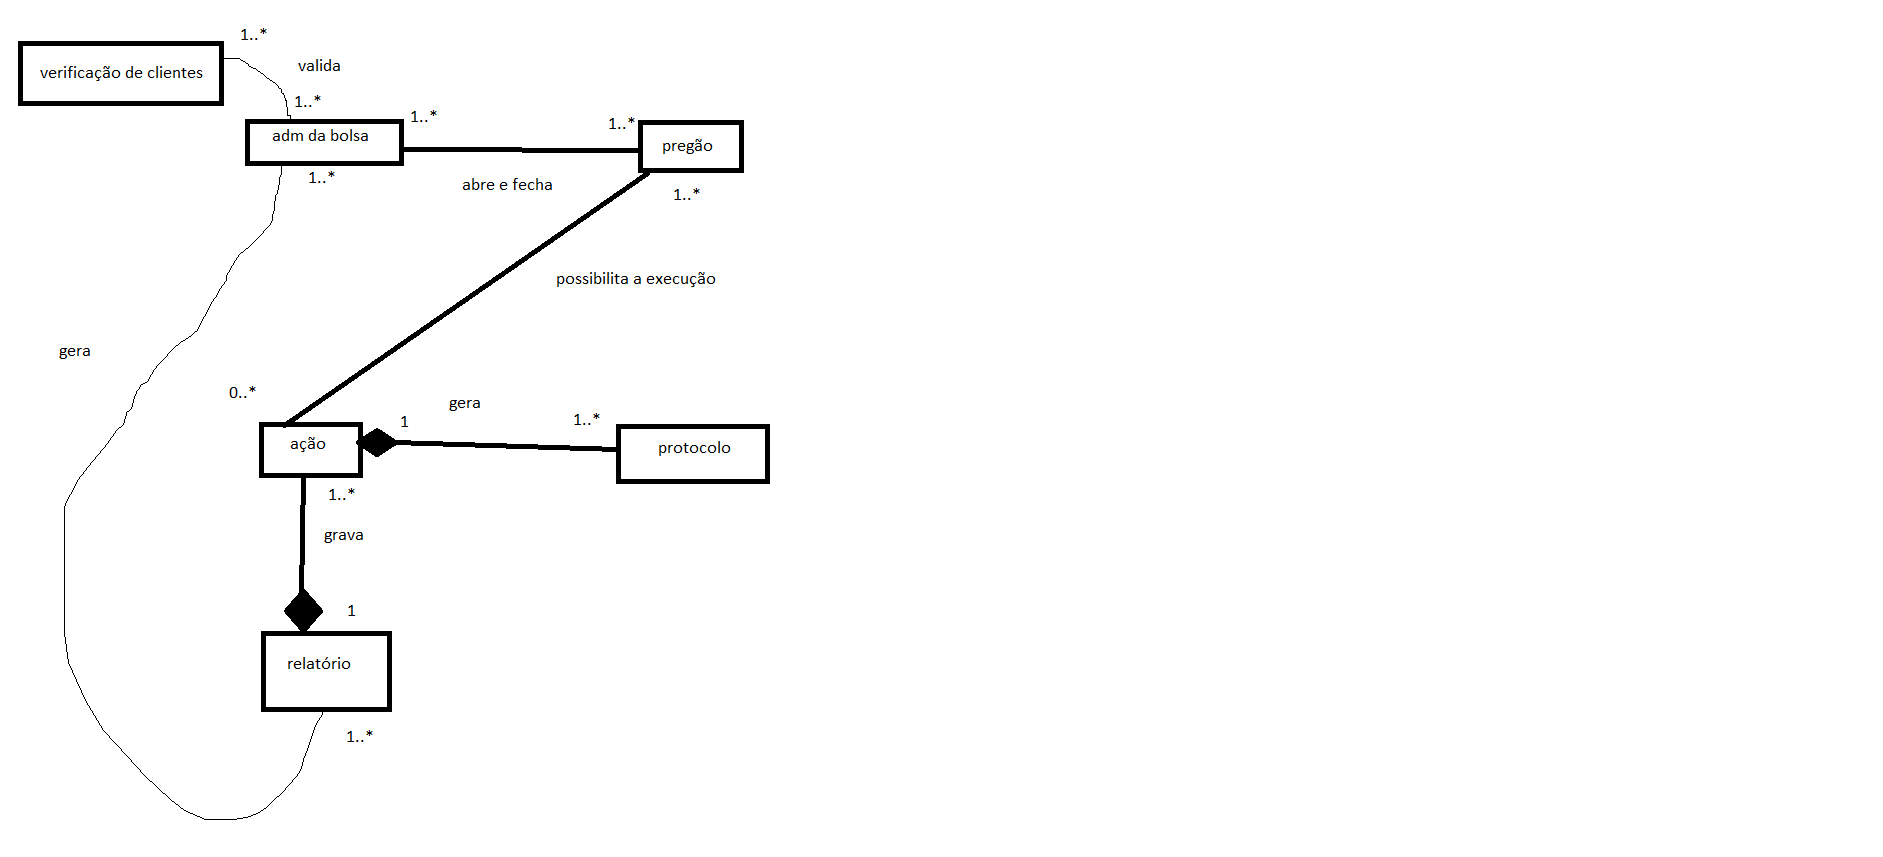 1..*
verificação de clientes
valida
1..*
1..*
1..*
adm da bolsa
pregão
1..*
abre e fecha
1..*
possibilita a execução
gera
0..*
gera
1
1..*
ação
protocolo
1..*
grava
1
relatório
1..*